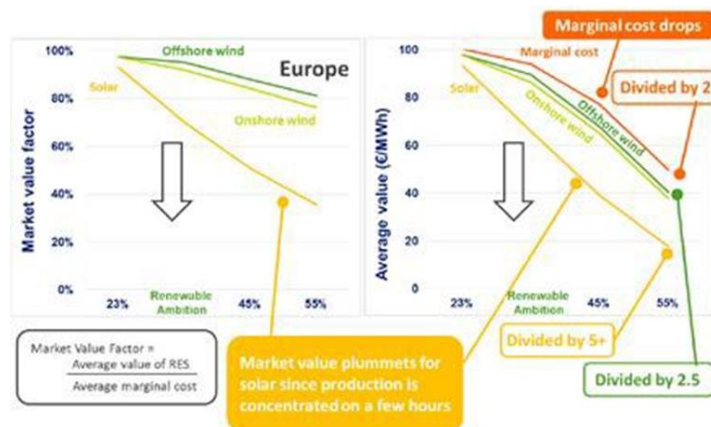 Market value factor
100%
80%
60%
40%
20%
0%
Offshore wind
Europe
Solar
Onshore wind
23%
Renewable
Ambition
45%
55%
Market Value Factor =
Average value of RES
Average marginal cost
Market value plummets for
solar since production is
concentrated on a few hours
Average value (€/MWh)
100
80
60
40
20
0
Marginal cost drops
Marginal cost
Solar
Offshore wind
Onshore wind
Divided by 2
23%
Renewable
Ambition
45%
55%
Divided by 5+
Divided by 2.5